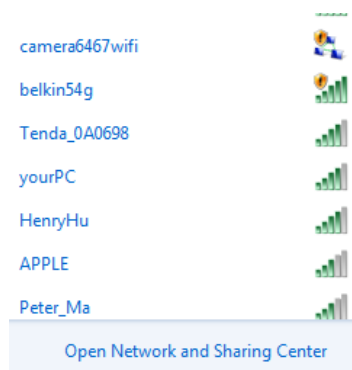 camera6467wifi
belkin54g
Tenda_0A0698
yourPC
HenryHu
APPLE
Peter_Ma
Open Network and Sharing Center